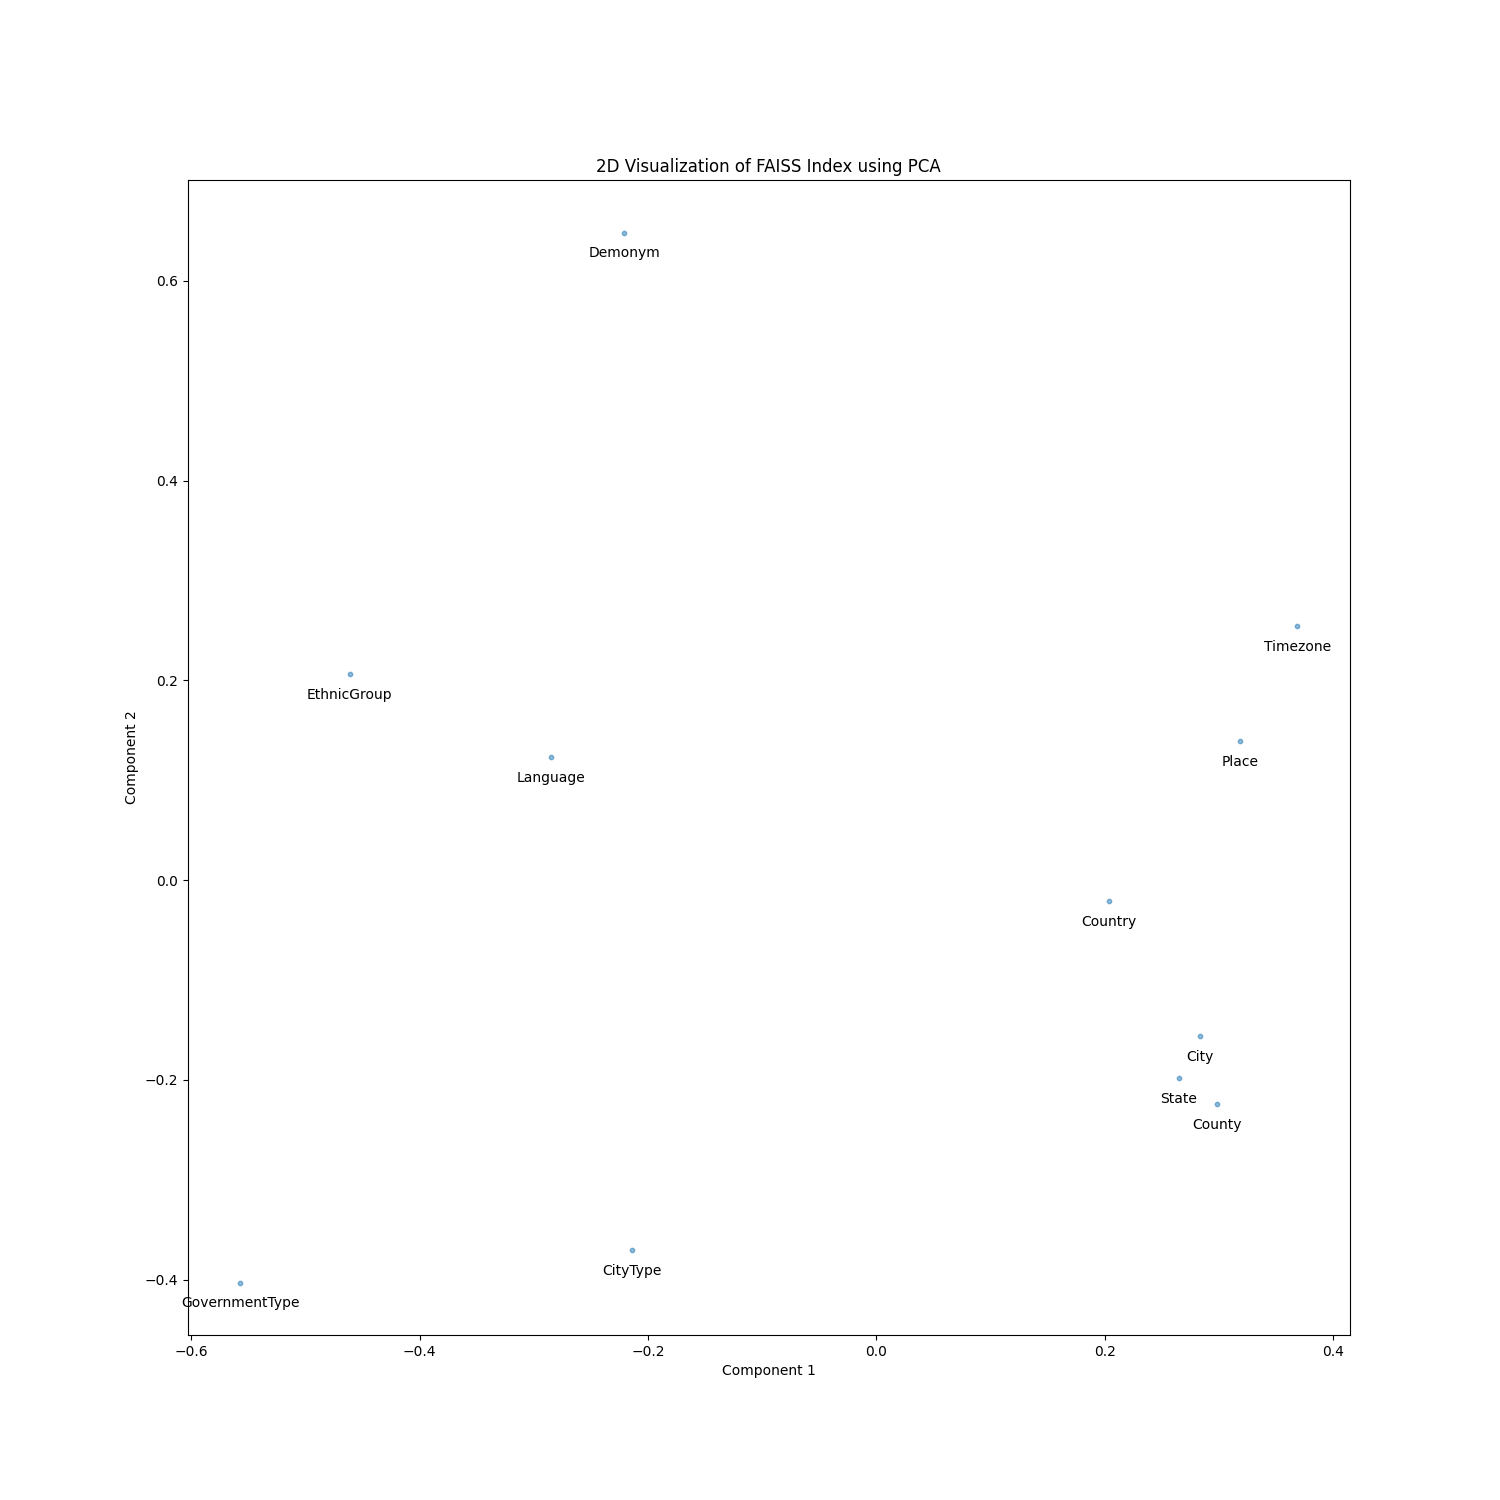 2D Visualization of FAISS Index using PCA
Demonym
0.6
0.4
Timezone
0.2
EthnicGroup
Place
Language
Component 2
0.0
Country
City
−0.2
State
County
CityType
−0.4
GovernmentType
−0.6
−0.4
−0.2
0.0
0.2
0.4
Component 1